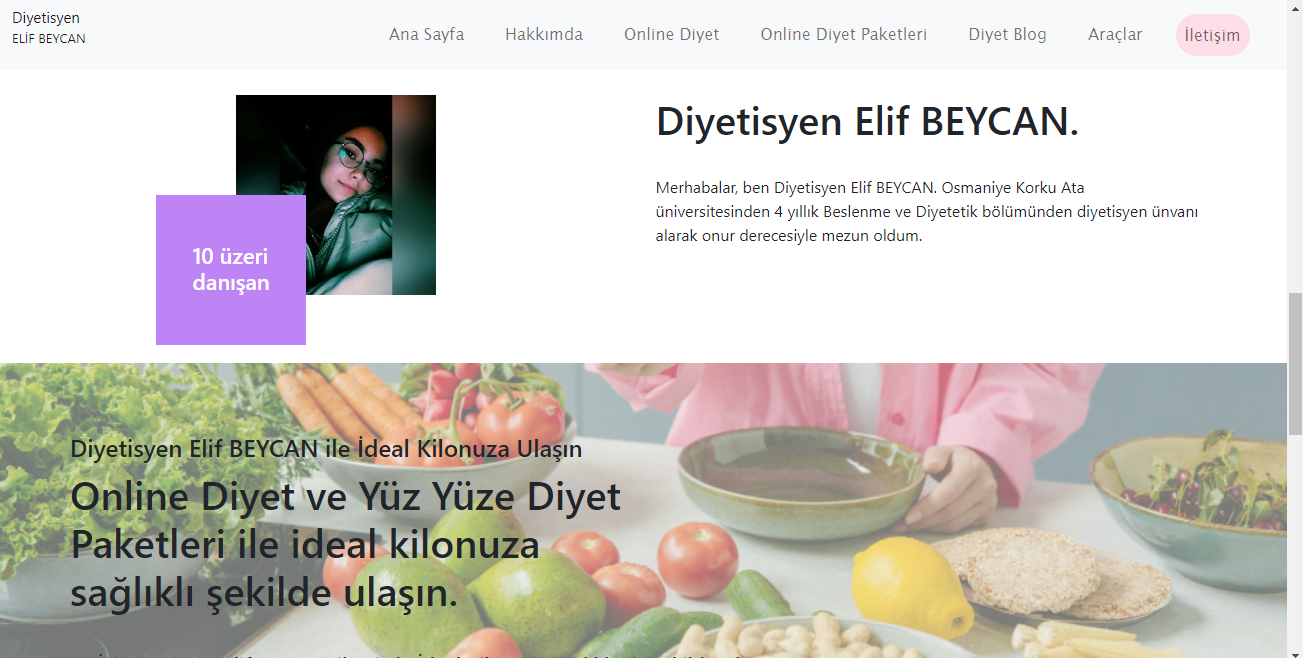 Diyetisyen
ELİF BEYCAN
Ana Sayfa
Hakkımda
Online Diyet
Online Diyet Paketleri
Diyet Blog
Araçlar
İletişim
10 üzeri
danışan
Diyetisyen Elif BEYCAN.
Merhabalar, ben Diyetisyen Elif BEYCAN. Osmaniye Korku Ata
üniversitesinden 4 yıllık Beslenme ve Diyetetik bölümünden diyetisyen ünvanı
alarak onur derecesiyle mezun oldum.
Diyetisyen Elif BEYCAN ile İdeal Kilonuza Ulaşın
Online Diyet ve Yüz Yüze Diyet
Paketleri ile ideal kilonuza
sağlıklı şekilde ulaşın.